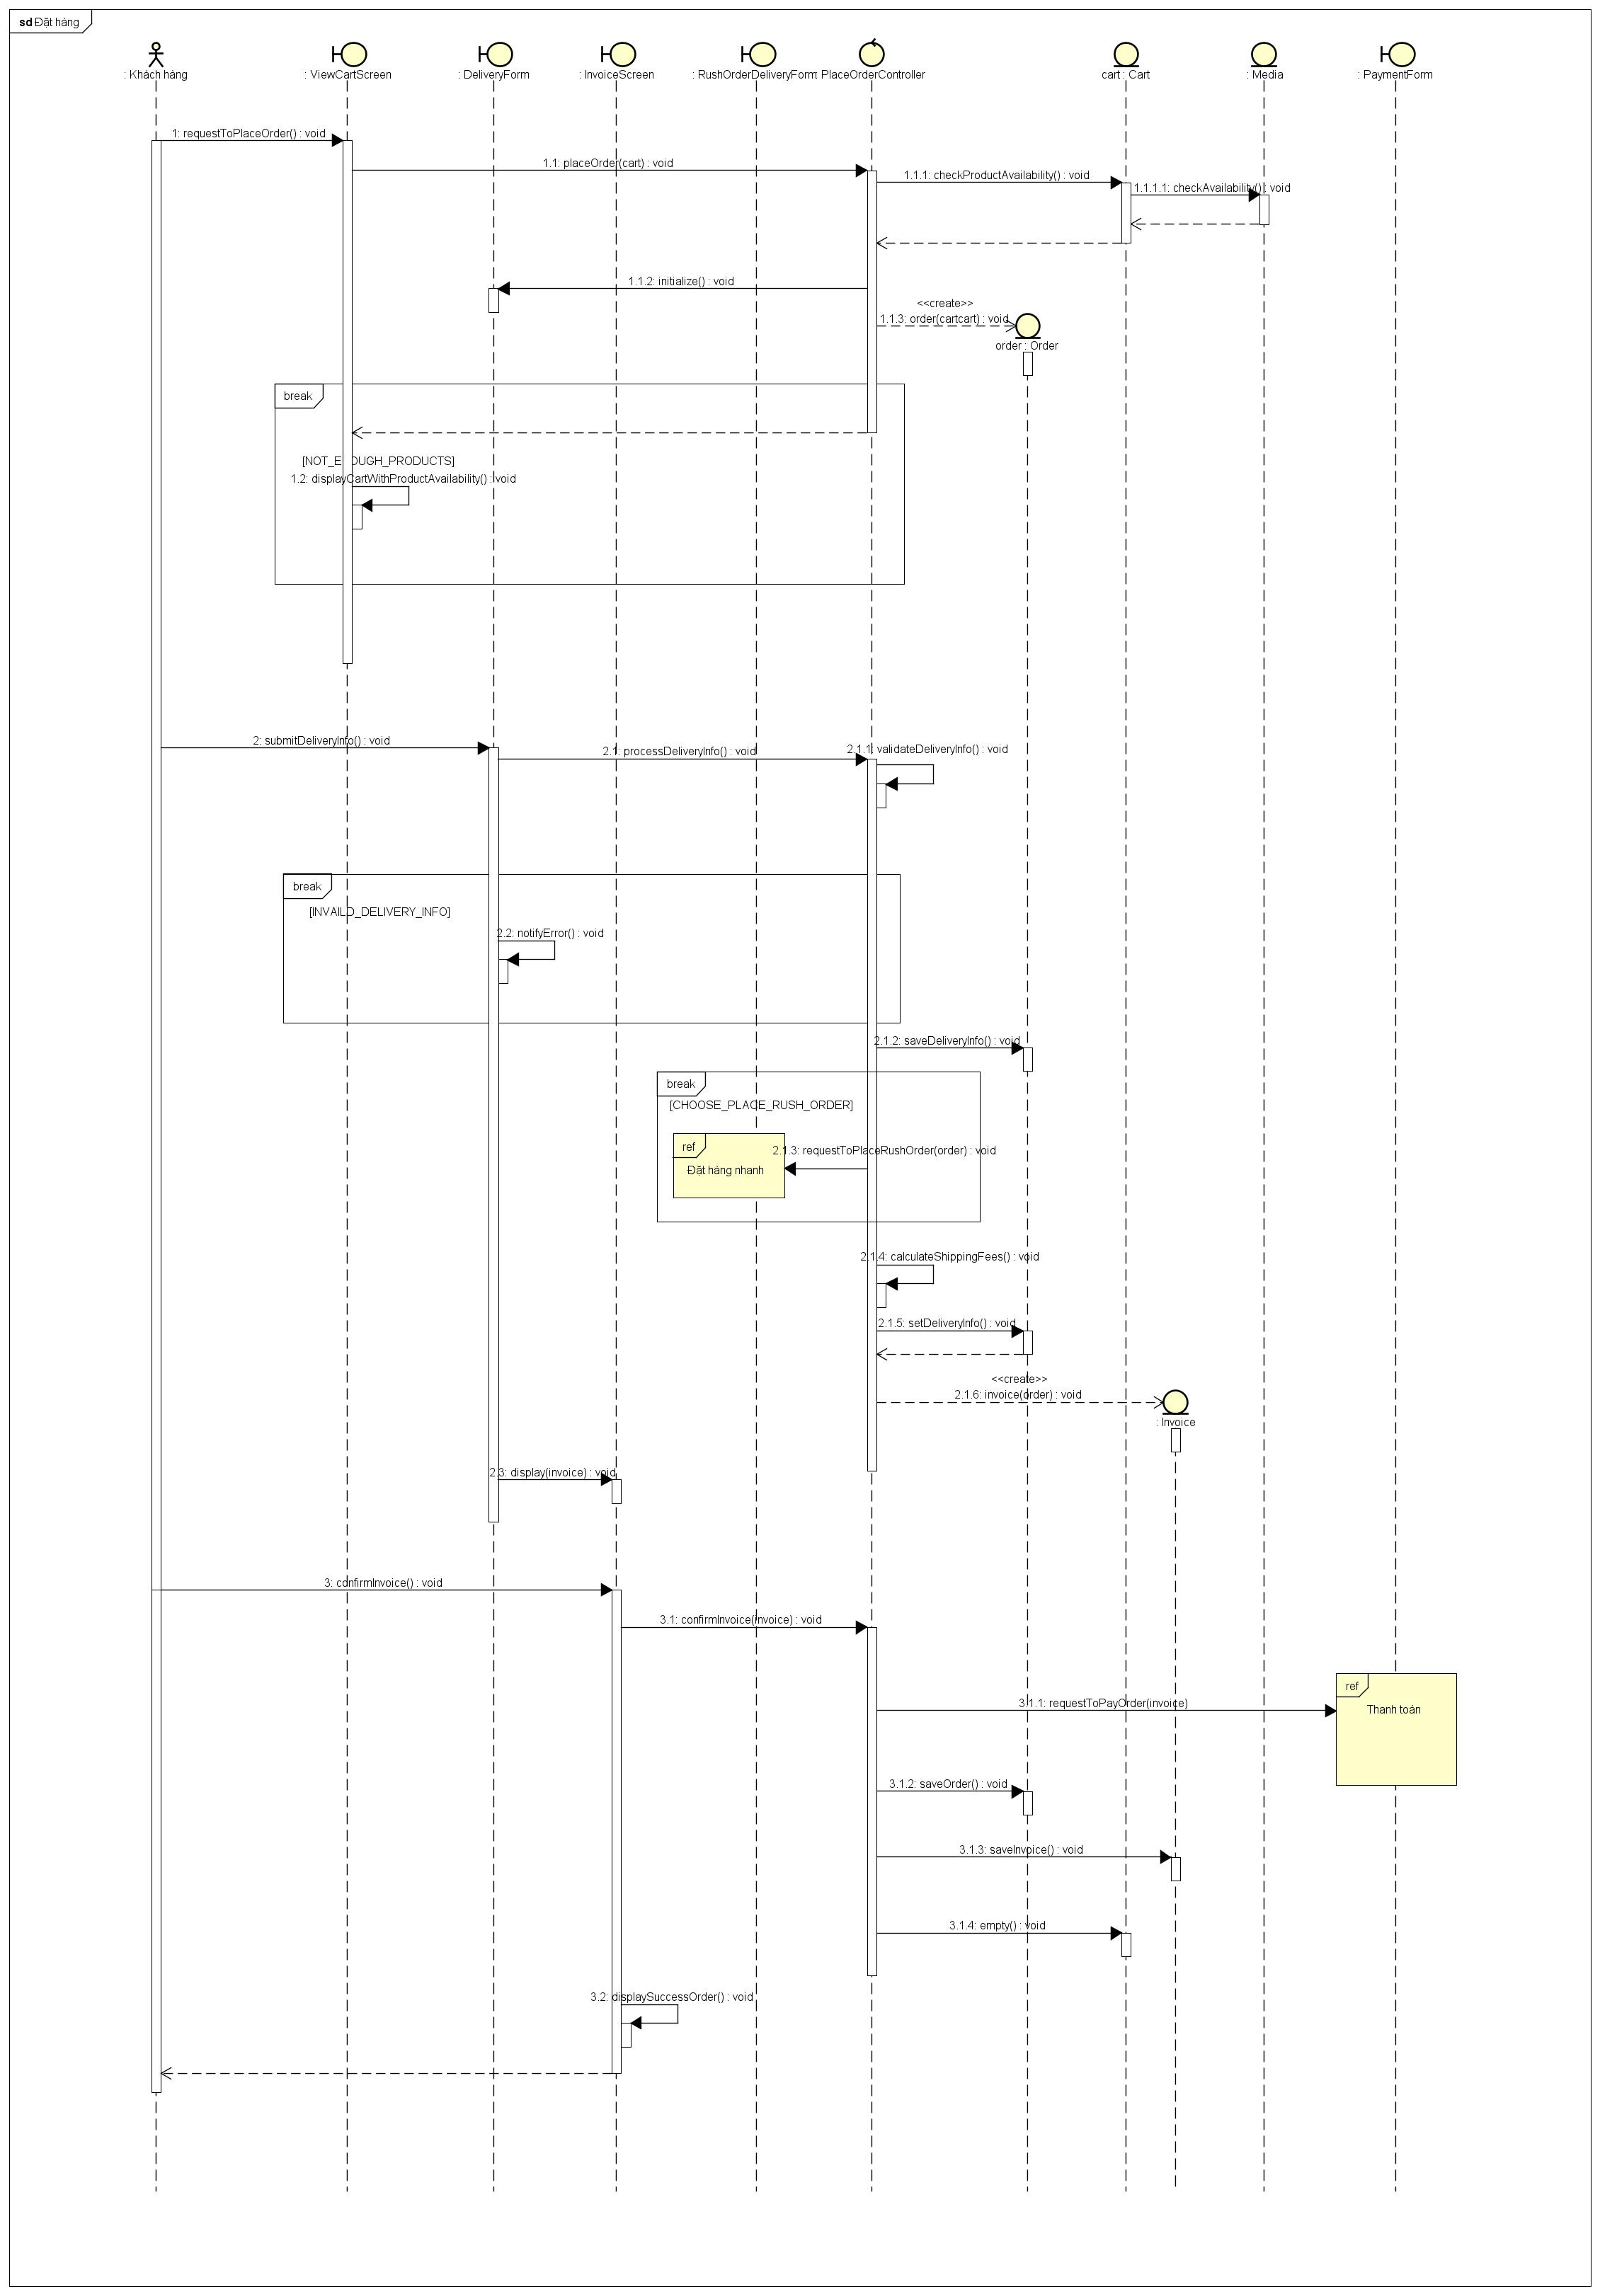 sd Đặt hàng
: Khách hàng
: ViewCartScreen
: DeliveryForm
: InvoiceScreen
: RushOrderDeliveryForm
: PlaceOrderController
cart : Cart
: Media
: PaymentForm
1: requestToPlaceOrder() : void
1.1: placeOrder(cart) : void
1.1.1: checkProductAvailability() : void
1.1.1.1: checkAvailability() : void
1.1.2: initialize() : void
<<create>>
1.1.3: order(cartcart) : void
order : Order
break
[NOT_ENOUGH_PRODUCTS]
1.2: displayCartWithProductAvailability() : void
2: submitDeliveryInfo() : void
2.1: processDeliveryInfo() : void
2.1.1: validateDeliveryInfo() : void
break
[INVAILD_DELIVERY_INFO]
2.2: notifyError() : void
2.1.2: saveDeliveryInfo() : void
break
[CHOOSE_PLACE_RUSH_ORDER]
ref
Đặt hàng nhanh
2.1.3: requestToPlaceRushOrder(order) : void
2.1.4: calculateShippingFees() : void
2.1.5: setDeliveryInfo() : void
<<create>>
2.1.6: invoice(order) : void
: Invoice
2.3: display(invoice) : void
3: confirmInvoice() : void
3.1: confirmInvoice(invoice) : void
ref
Thanh toán
3.1.1: requestToPayOrder(invoice)
3.1.2: saveOrder() : void
3.1.3: saveInvoice() : void
3.1.4: empty() : void
3.2: displaySuccessOrder() : void